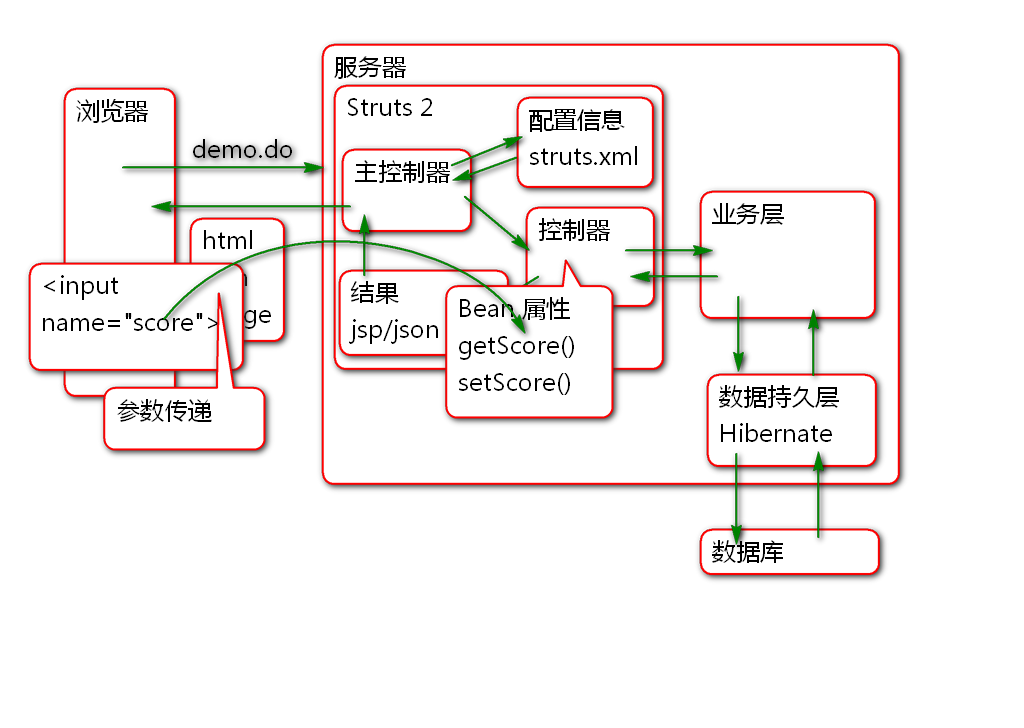 服务器
浏览器
Struts 2
配置信息
struts.xml
demo.do
主控制器
业务层
控制器
html
<input
name="score">
ge
结果
jsp/json
Bean 属性
getScore()
setScore()
参数传递
数据持久层
Hibernate
数据库